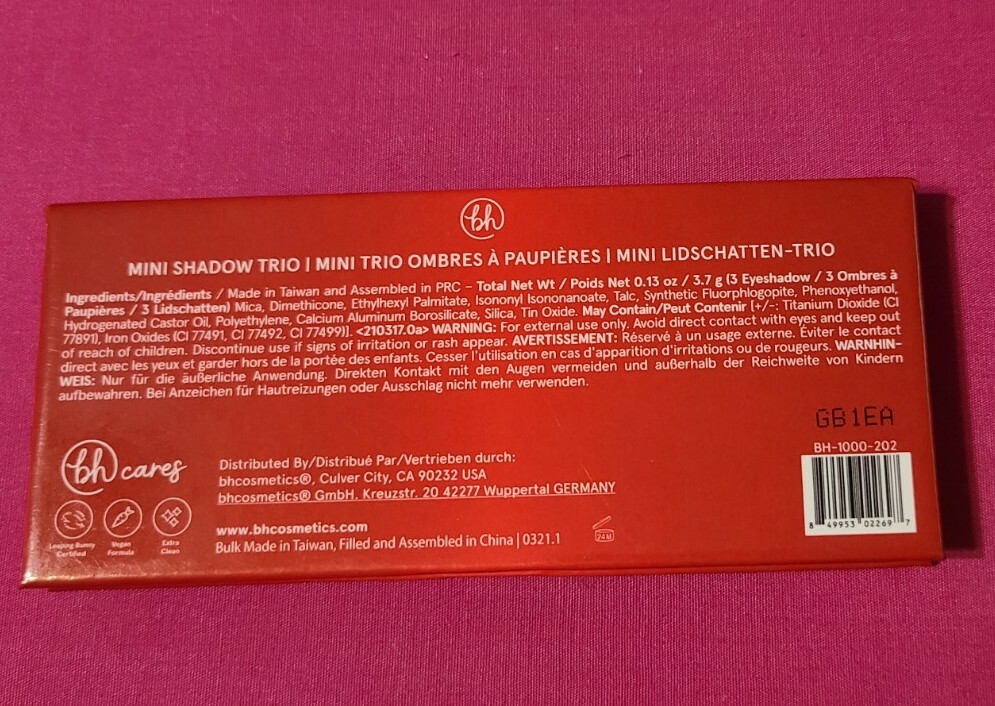 bh
MINI SHADOW TRIO | MINI TRIO OMBRES À PAUPIÈRES | MINI LIDSCHATTEN-TRIO
Ingredients/Ingrédients / Made in Taiwan and Assembled in PRC – Total Net Wt / Poids Net 0.13 oz / 3.7 g (3 Eyeshadow / 3 Ombres à
Paupières / 3 Lidschatten) Mica, Dimethicone, Ethylhexyl Palmitate, Isononyl Isononanoate, Talc, Synthetic Fluorphlogopite, Phenoxyethanol,
Hydrogenated Castor Oil, Polyethylene, Calcium Aluminum Borosilicate, Silica, Tin Oxide. May Contain/Peut Contenir [+/-: Titanium Dioxide (CI
77891), Iron Oxides (CI 77491, CI 77492, CI 77499)]. <210317.0a> WARNING: For external use only. Avoid direct contact with eyes and keep out
of reach of children. Discontinue use if signs of irritation or rash appear. AVERTISSEMENT: Réservé à un usage externe. Éviter le contact
direct avec les yeux et garder hors de la portée des enfants. Cesser l'utilisation en cas d'apparition d'irritations ou de rougeurs. WARNHIN-
WEIS: Nur für die äußerliche Anwendung. Direkten Kontakt mit den Augen vermeiden und außerhalb der Reichweite von Kindern
aufbewahren. Bei Anzeichen für Hautreizungen oder Ausschlag nicht mehr verwenden.
GB1EA
BH-1000-202
8 49953 02269 7
bh cares
Leaping Bunny
Certified
Vegan
Formula
Extra
Clean
Distributed By/Distribué Par/Vertrieben durch:
bhcosmetics®, Culver City, CA 90232 USA
bhcosmetics® GmbH. Kreuzstr. 20 42277 Wuppertal GERMANY
www.bhcosmetics.com
Bulk Made in Taiwan, Filled and Assembled in China | 0321.1
24 M